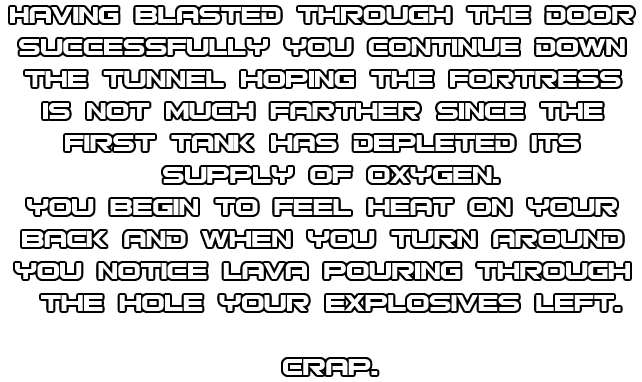 HAVING BLASTED THROUGH THE DOOR
SUCCESSFULLY YOU CONTINUE DOWN
THE TUNNEL HOPING THE FORTRESS
IS NOT MUCH FARTHER SINCE THE
FIRST TANK HAS DEPLETED ITS
SUPPLY OF OXYGEN.
YOU BEGIN TO FEEL HEAT ON YOUR
BACK AND WHEN YOU TURN AROUND
YOU NOTICE LAVA POURING THROUGH
THE HOLE YOUR EXPLOSIVES LEFT.
CRAP.